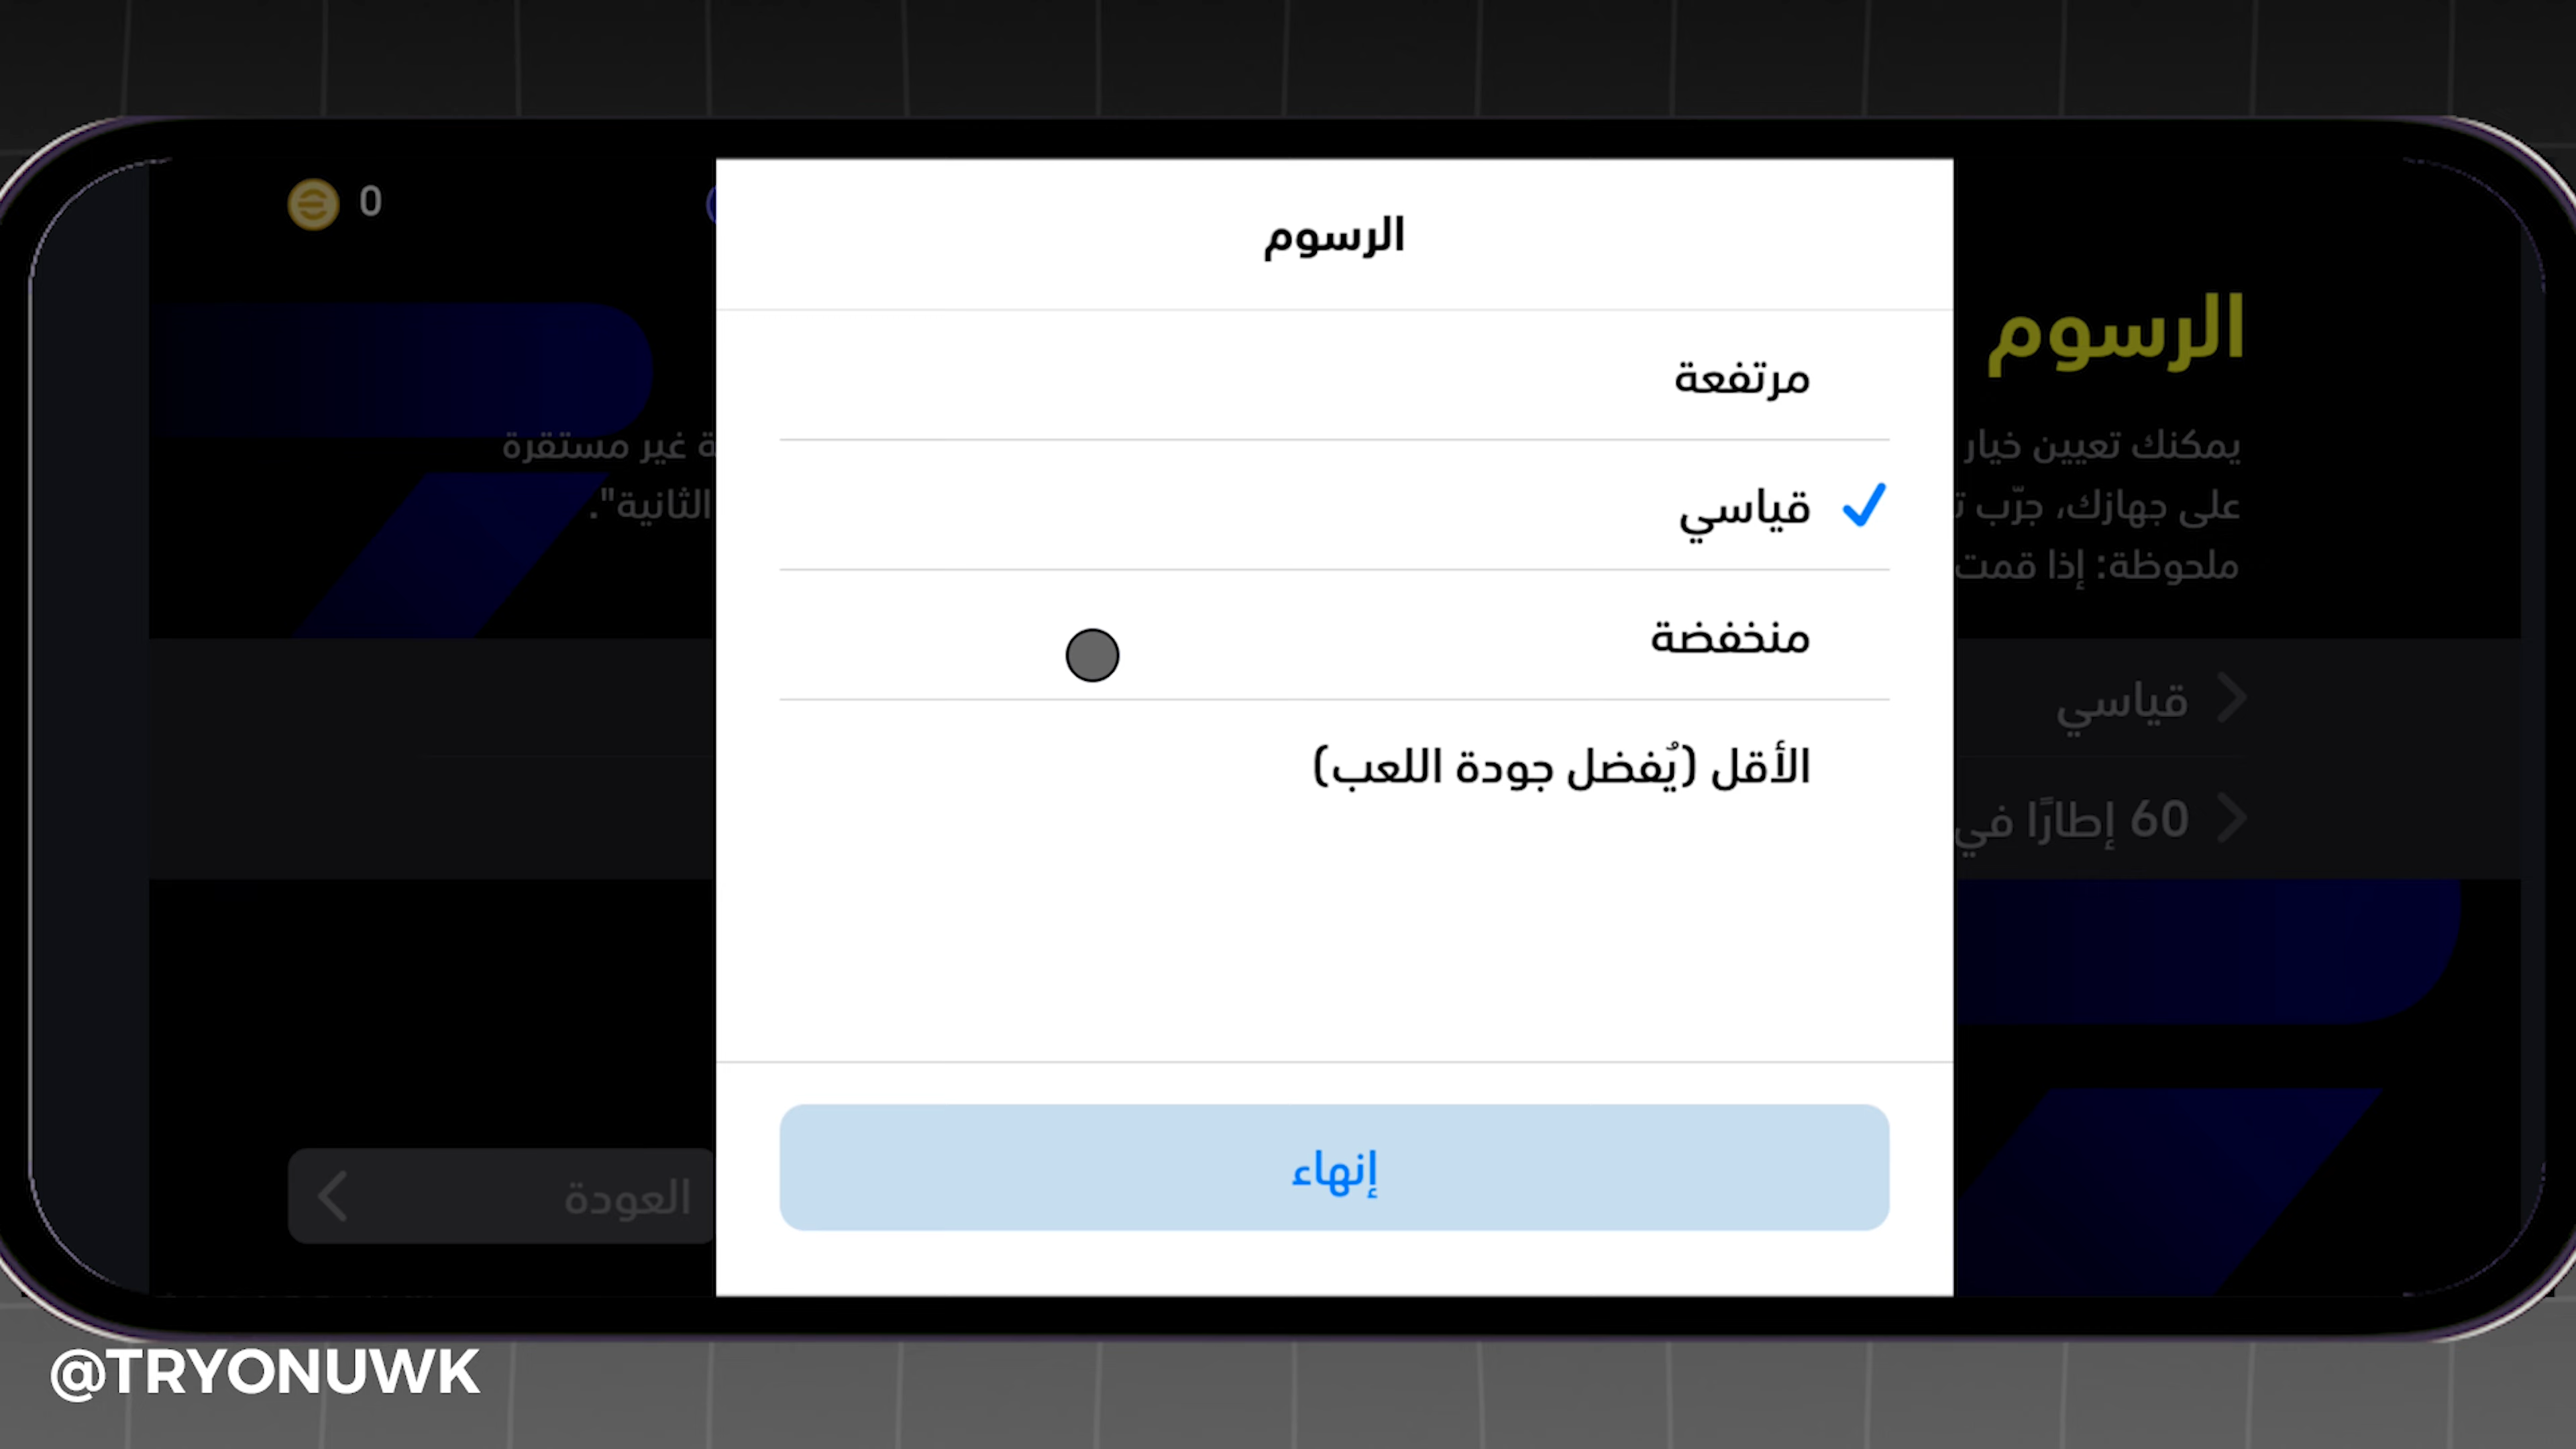 0
الرسوم
الرسوم
يمكنك تعيين خيار
غير مستقرة
على جهازك، جرّب
الثانية".
ملحوظة: إذا قمت
مرتفعة
قياسي
منخفضة
الأقل (يُفضل جودة اللعب)
قياسي
60 إطارًا في
إنهاء
العودة
@TRYONUWK